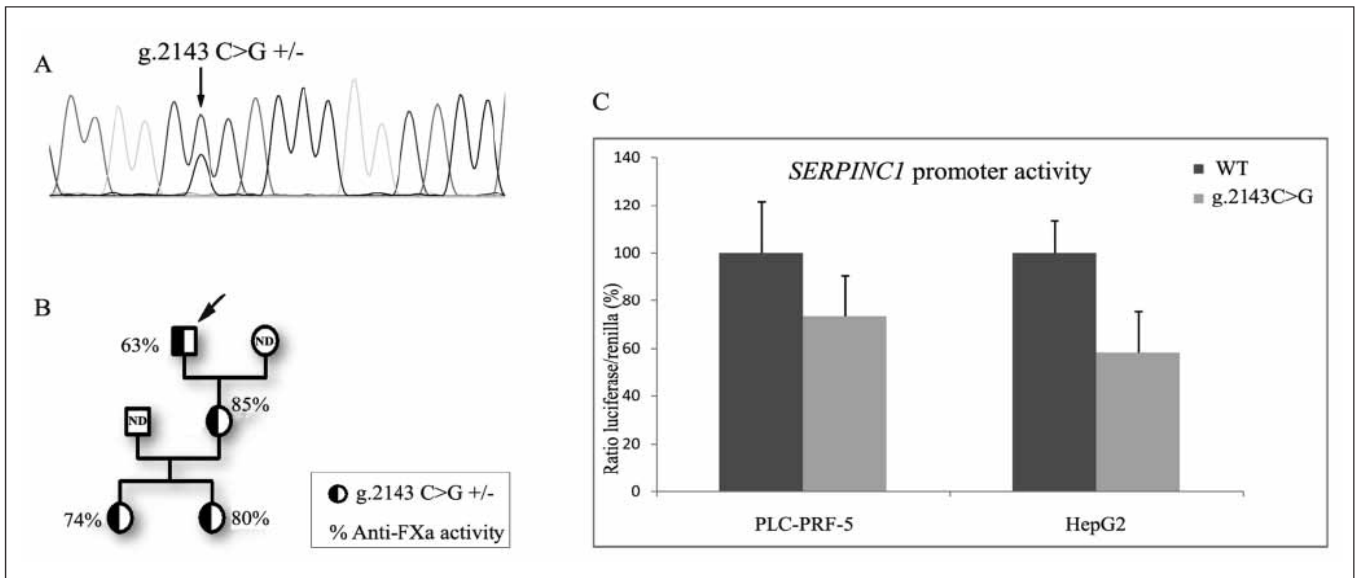 A
g.2143 C>G +/-
B
63%
ND
ND
85%
74%
80%
g.2143 C>G +/-
% Anti-FXa activity
C
SERPINC1 promoter activity
WT
g.2143C>G
Ratio luciferase/renilla (%)
140
120
100
80
60
40
20
0
PLC-PRF-5
HepG2